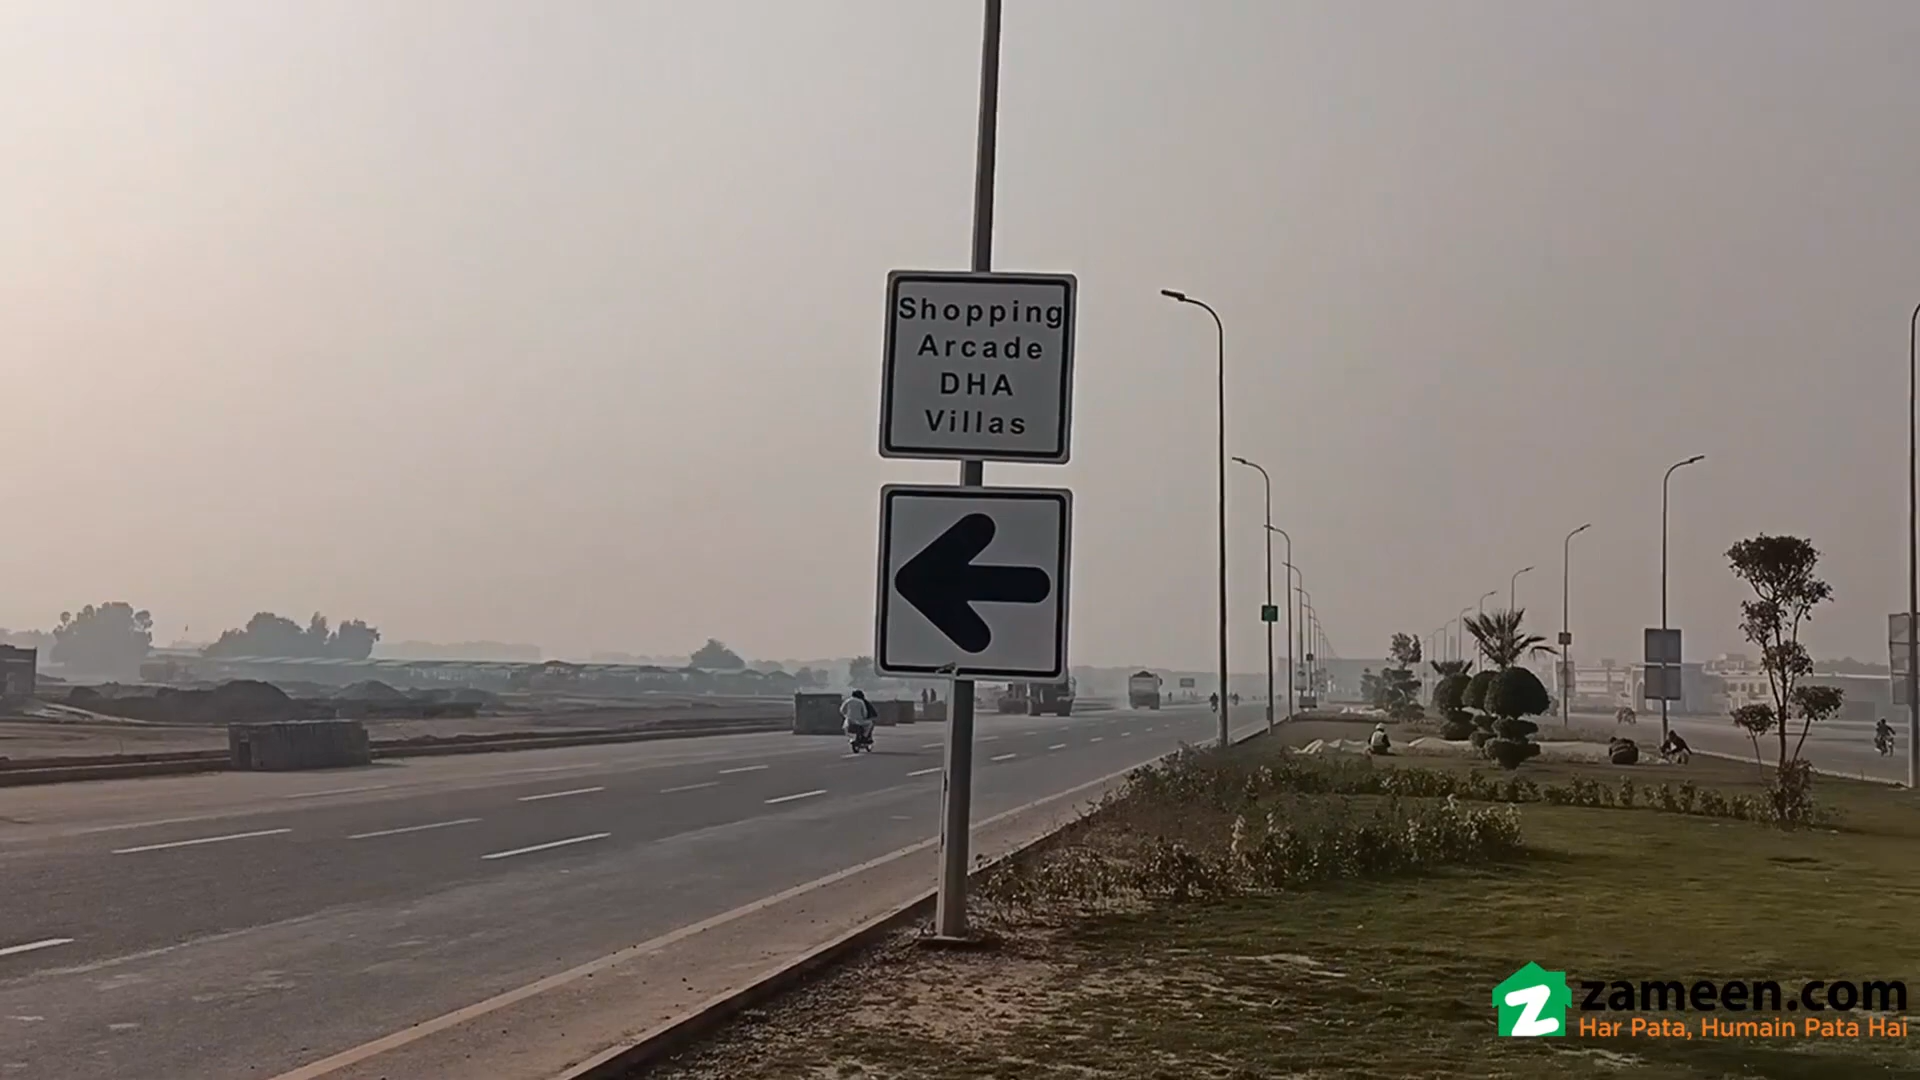 Shopping
Arcade
DHA
Villas
zameen.com
Har Pata, Humain Pata Hai